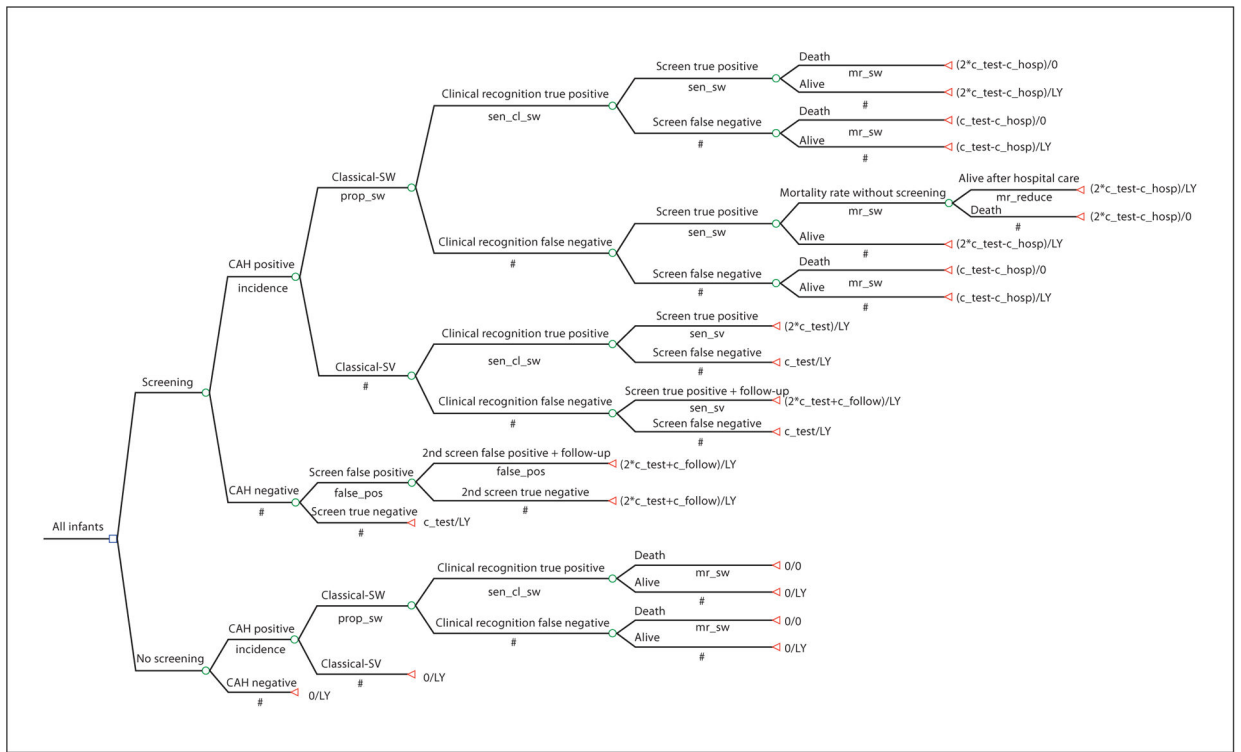 Death
mr_sw
(2*c_test-c_hosp)/0
Screen true positive
sen_sw
Alive
#
(2*c_test-c_hosp)/LY
Clinical recognition true positive
sen_cl_sw
Death
mr_sw
(c_test-c_hosp)/0
Screen false negative
#
Alive
#
(c_test-c_hosp)/LY
Classical-SW
prop_sw
Alive after hospital care
mr_reduce
(2*c_test-c_hosp)/LY
Mortality rate without screening
mr_sw
Death
#
(2*c_test-c_hosp)/0
Screen true positive
sen_sw
Alive
#
(2*c_test-c_hosp)/LY
Clinical recognition false negative
#
Death
mr_sw
(c_test-c_hosp)/0
Screen false negative
#
Alive
#
(c_test-c_hosp)/LY
CAH positive
incidence
Screen true positive
sen_sv
(2*c_test)/LY
Clinical recognition true positive
sen_cl_sw
Screen false negative
#
c_test/LY
Classical-SV
#
Screen true positive + follow-up
sen_sv
(2*c_test+c_follow)/LY
Clinical recognition false negative
#
Screen false negative
#
c_test/LY
Screening
2nd screen false positive + follow-up
false_pos
(2*c_test+c_follow)/LY
Screen false positive
false_pos
2nd screen true negative
#
(2*c_test+c_follow)/LY
CAH negative
#
Screen true negative
#
c_test/LY
All infants
Death
mr_sw
0/0
Clinical recognition true positive
sen_cl_sw
Alive
#
0/LY
Classical-SW
prop_sw
Death
mr_sw
0/0
Clinical recognition false negative
#
Alive
#
0/LY
CAH positive
incidence
Classical-SV
#
0/LY
No screening
CAH negative
#
0/LY